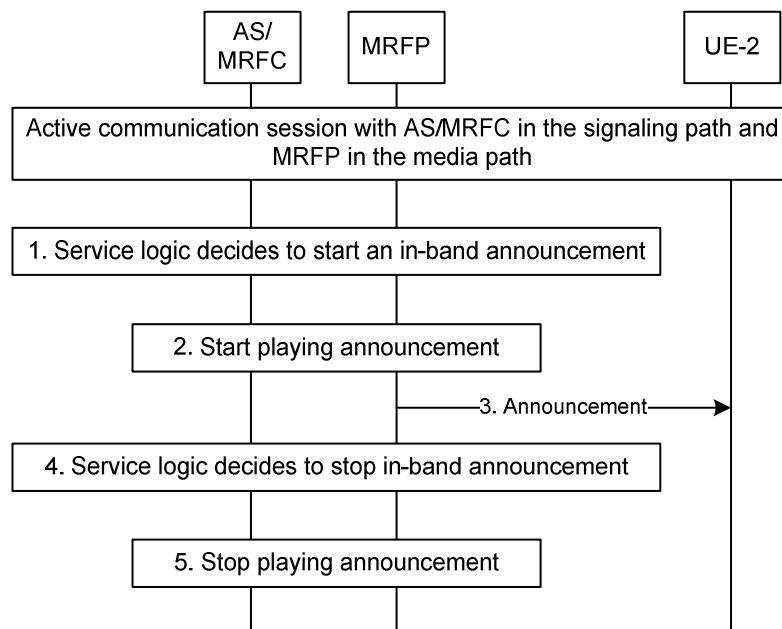 AS/
MRFC
MRFP
UE-2
Active communication session with AS/MRFC in the signaling path and
MRFP in the media path
1. Service logic decides to start an in-band announcement
2. Start playing announcement
3. Announcement
4. Service logic decides to stop in-band announcement
5. Stop playing announcement